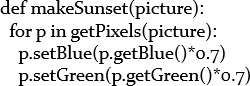 def makeSunset(picture):
  for p in getPixels(picture):
    p.setBlue(p.getBlue()*0.7)
    p.setGreen(p.getGreen()*0.7)